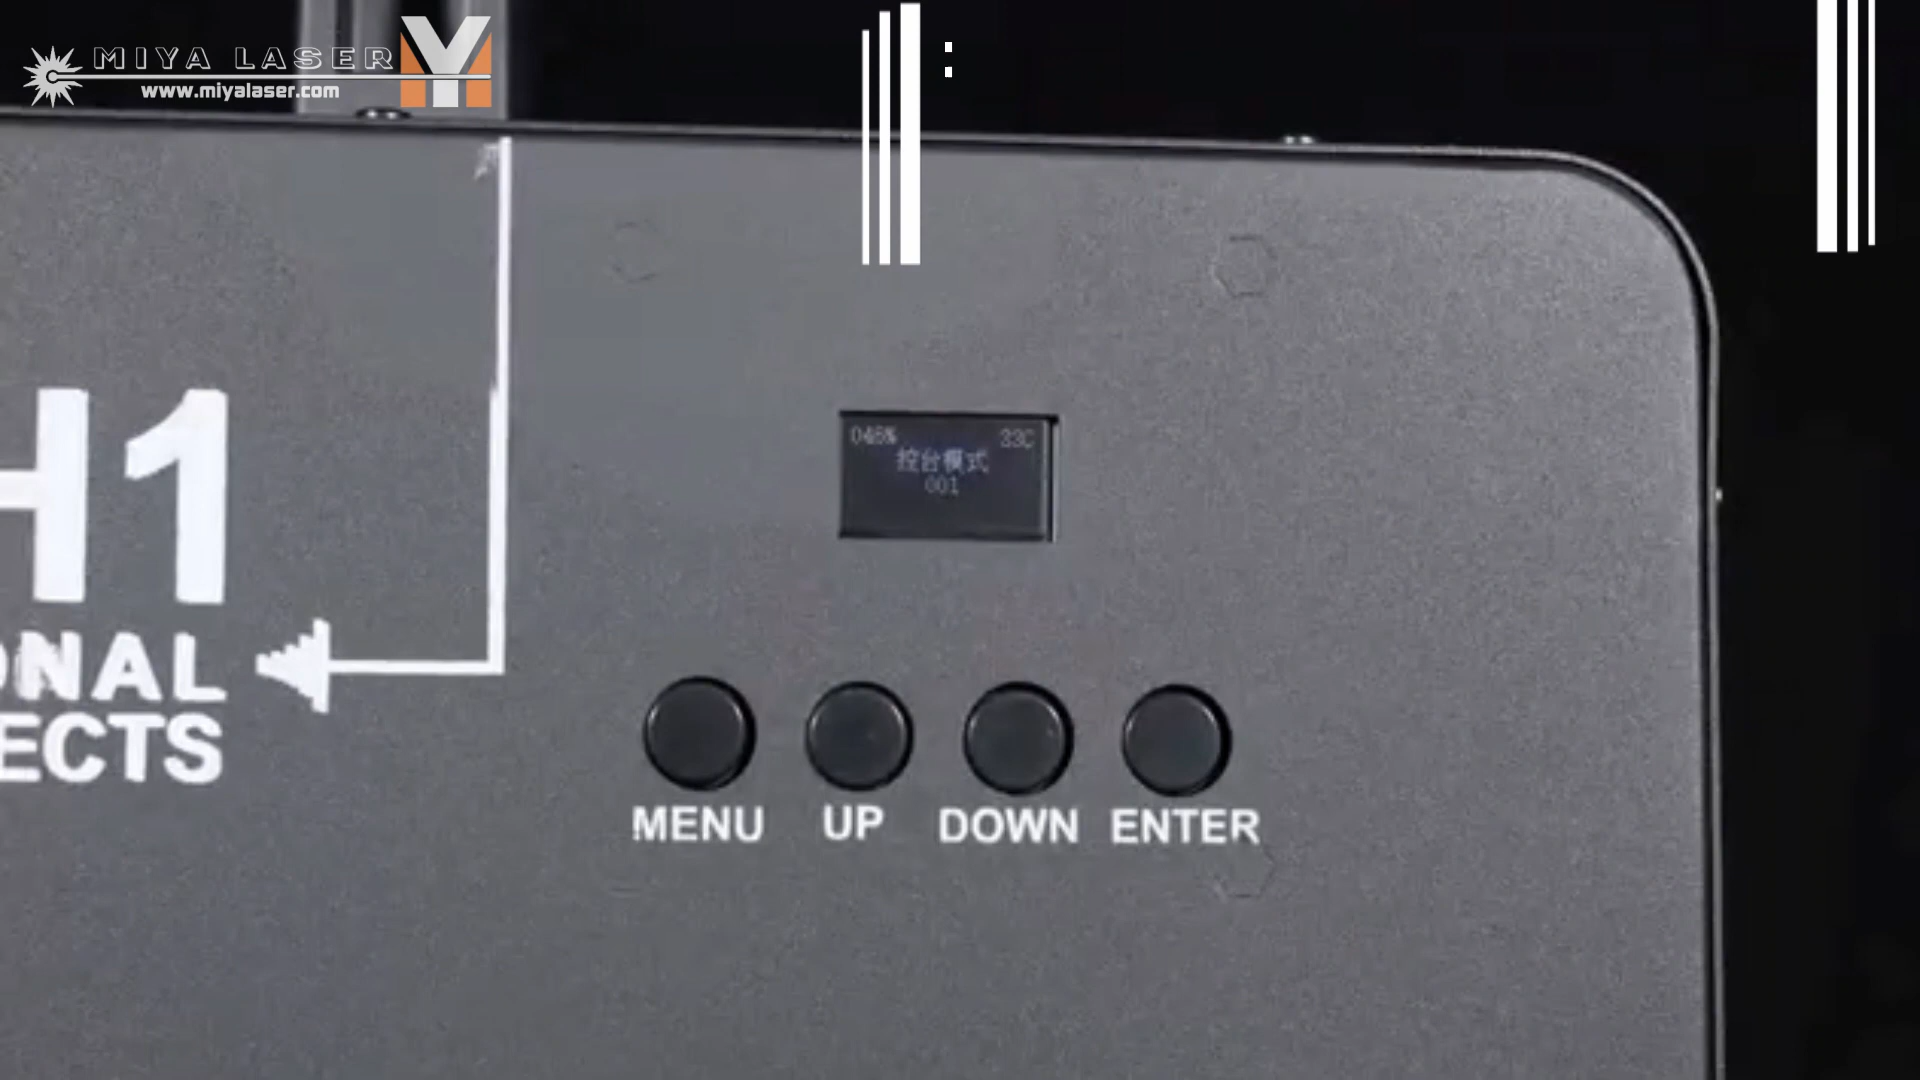 MIYA LASER
www.miyalaser.com
:
046% 33C
控台模式
001
H1
ONAL
ECTS
MENU UP DOWN ENTER